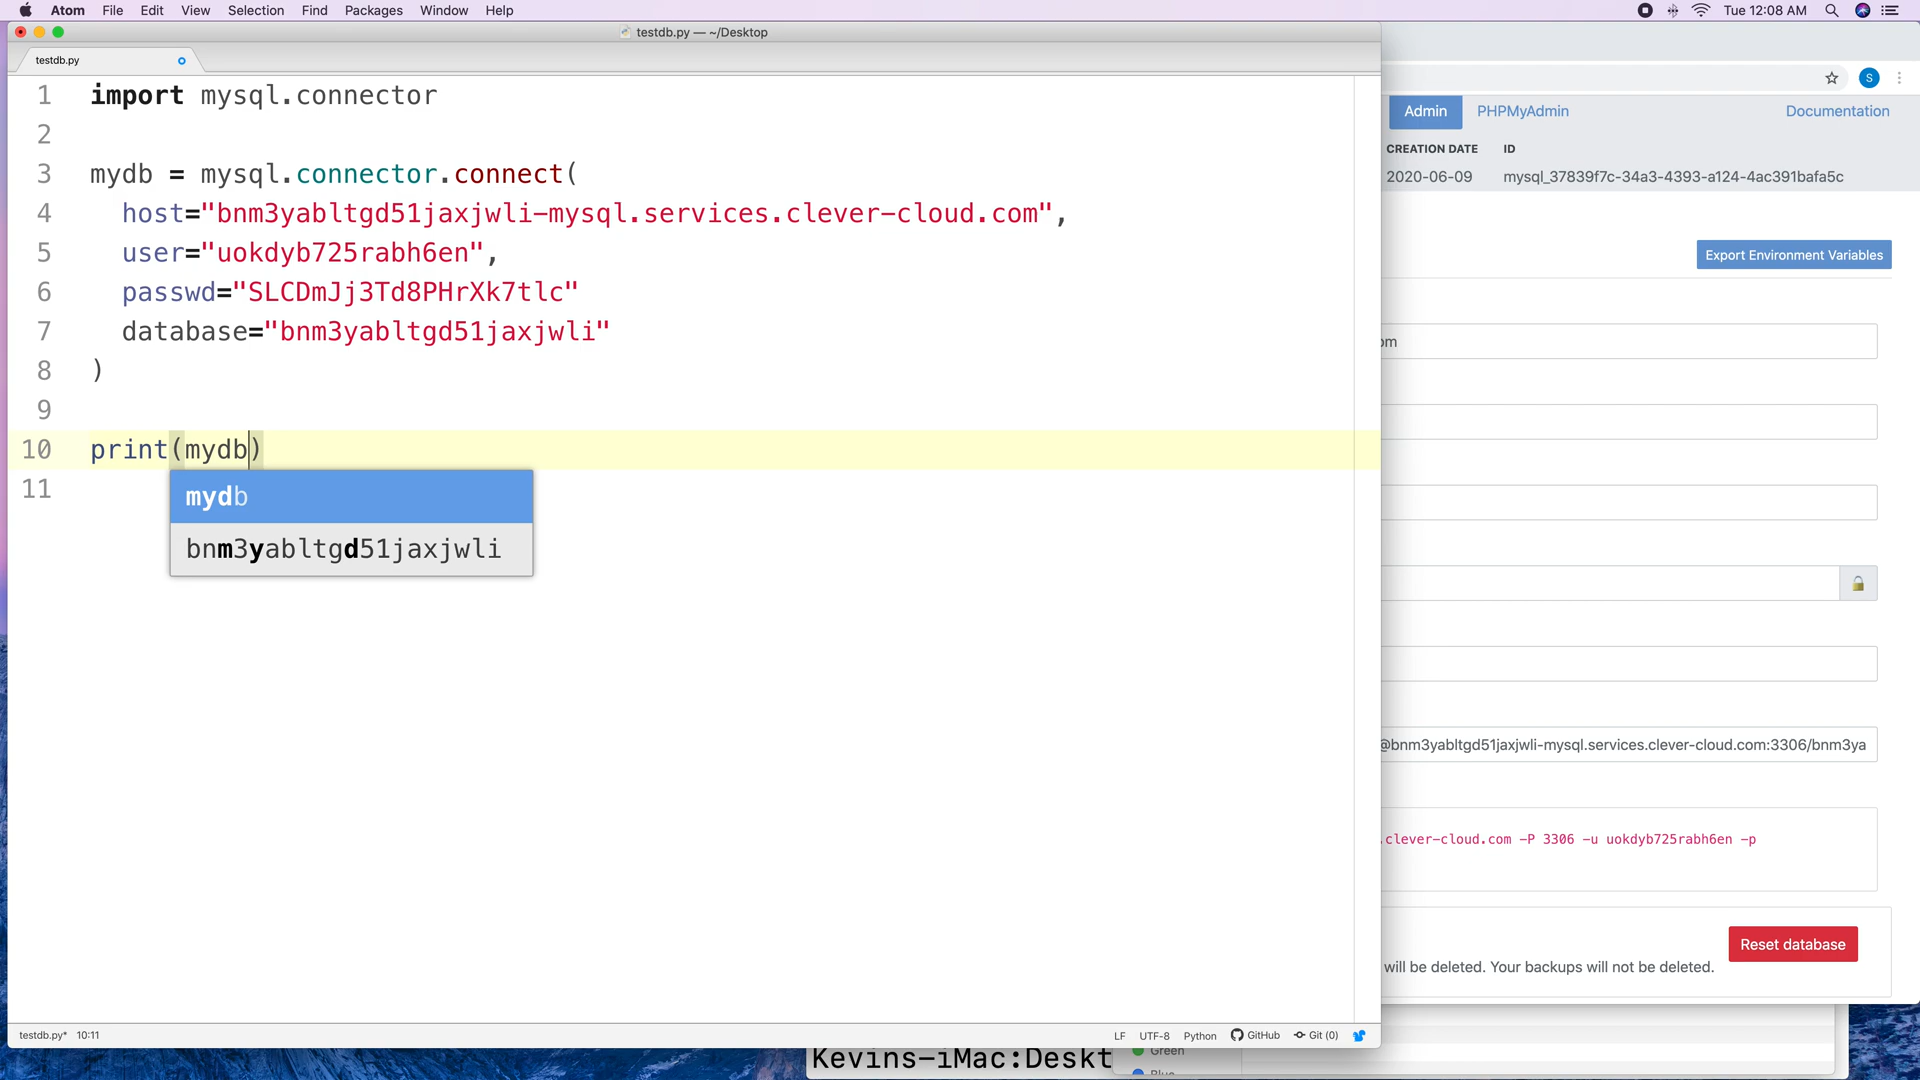 Atom File Edit View Selection Find Packages Window Help
Tue 12:08 AM
testdb.py — ~/Desktop
testdb.py
1 import mysql.connector
2
3 mydb = mysql.connector.connect(
4 host="bnm3yabltgd51jaxjwli-mysql.services.clever-cloud.com",
5 user="uokdyb725rabh6en",
6 passwd="SLCDmJj3Td8PHrXk7tlc"
7 database="bnm3yabltgd51jaxjwli"
8 )
9
10 print(mydb)
11
mydb
bnm3yabltgd51jaxjwli
testdb.py* 10:11
LF UTF-8 Python GitHub Git (0)
S
Admin PHPMyAdmin Documentation
CREATION DATE ID
2020-06-09 mysql_37839f7c-34a3-4393-a124-4ac391bafa5c
Export Environment Variables
om
@bnm3yabltgd51jaxjwli-mysql.services.clever-cloud.com:3306/bnm3ya
.clever-cloud.com -P 3306 -u uokdyb725rabh6en -p
Reset database
will be deleted. Your backups will not be deleted.
Kevins-iMac:Deskt
Green
Blue